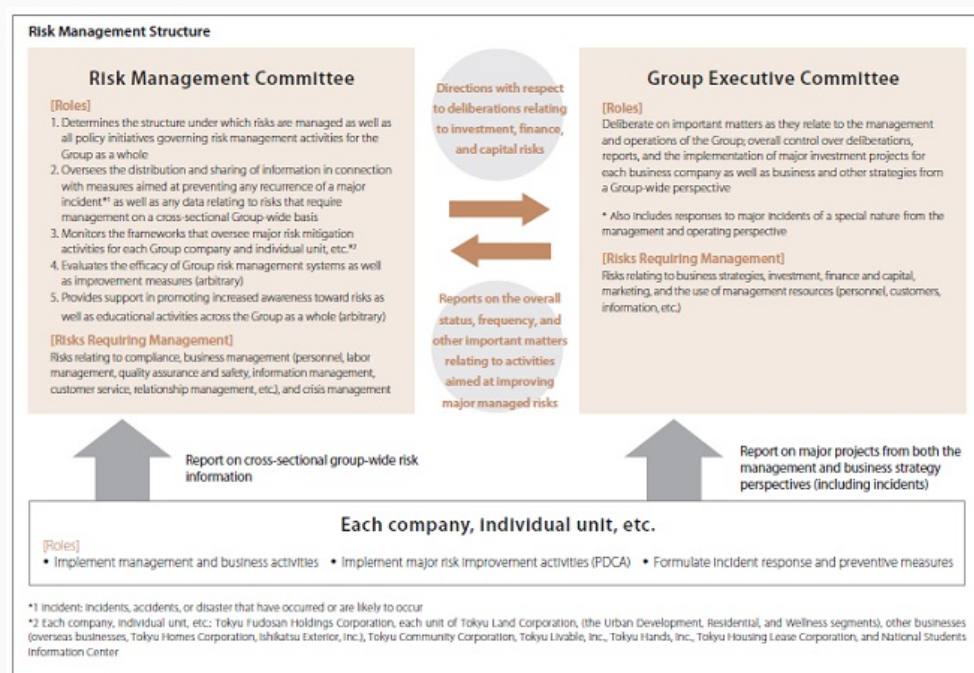 Risk Management Structure
Risk Management Committee
[Roles]
1. Determines the structure under which risks are managed as well as
all policy initiatives governing risk management activities for the
Group as a whole
2. Oversees the distribution and sharing of information in connection
with measures aimed at preventing any recurrence of a major
incident*1 as well as any data relating to risks that require
management on a cross-sectional Group-wide basis
3. Monitors the frameworks that oversee major risk mitigation
activities for each Group company and individual unit, etc.*2
4. Evaluates the efficacy of Group risk management systems as well
as improvement measures (arbitrary)
5. Provides support in promoting increased awareness toward risks as
well as educational activities across the Group as a whole (arbitrary)
[Risks Requiring Management]
Risks relating to compliance, business management (personnel, labor
management, quality assurance and safety, information management,
customer service, relationship management, etc.), and crisis management
Directions with respect
to deliberations relating
to investment, finance,
and capital risks
Reports on the overall
status, frequency, and
other important matters
relating to activities
aimed at improving
major managed risks
Group Executive Committee
[Roles]
Deliberate on important matters as they relate to the management
and operations of the Group; overall control over deliberations,
reports, and the implementation of major investment projects for
each business company as well as business and other strategies from
a Group-wide perspective
* Also includes responses to major incidents of a special nature from the
management and operating perspective
[Risks Requiring Management]
Risks relating to business strategies, investment, finance and capital,
marketing, and the use of management resources (personnel, customers,
information, etc.)
Report on cross-sectional group-wide risk
information
Report on major projects from both the
management and business strategy
perspectives (including incidents)
Each company, individual unit, etc.
[Roles]
• Implement management and business activities • Implement major risk improvement activities (PDCA) • Formulate incident response and preventive measures
*1 Incident: Incidents, accidents, or disaster that have occurred or are likely to occur
*2 Each company, individual unit, etc.: Tokyu Fudosan Holdings Corporation, each unit of Tokyu Land Corporation, (the Urban Development, Residential, and Wellness segments), other businesses
(overseas businesses, Tokyu Homes Corporation, Ishikatsu Exterior, Inc.), Tokyu Community Corporation, Tokyu Livable, Inc., Tokyu Hands, Inc., Tokyu Housing Lease Corporation, and National Students
Information Center